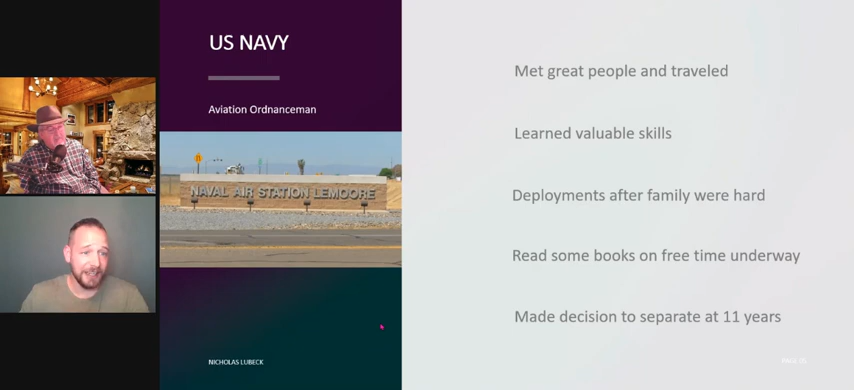 US NAVY
Aviation Ordnanceman
NAVAL AIR STATION LEMOORE
NICHOLAS LUBECK
Met great people and traveled
Learned valuable skills
Deployments after family were hard
Read some books on free time underway
Made decision to separate at 11 years